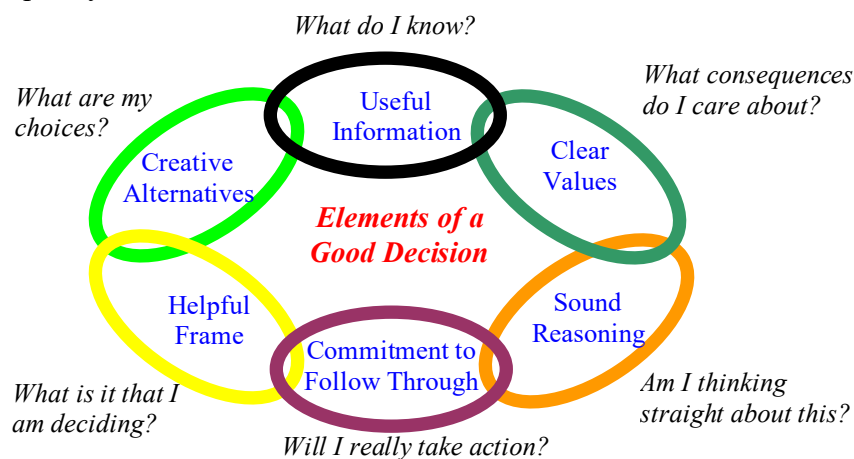 What do I know?
Useful
Information
What are my
choices?
Creative
Alternatives
What consequences
do I care about?
Clear
Values
Elements of a
Good Decision
Helpful
Frame
What is it that I
am deciding?
Commitment to
Follow Through
Will I really take action?
Sound
Reasoning
Am I thinking
straight about this?